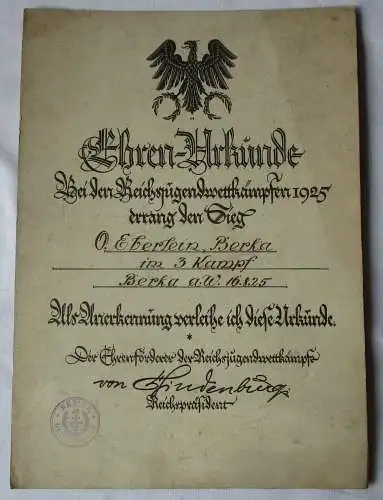 Ehren-Urkunde
Bei den Reichsjugendwettkämpfen 1925
errang den Sieg
O. Eberlein, Berka
im 3 Kampf
Berka a.W. 16.8.25
Als Anerkennung verleihe ich diese Urkunde.
*
Der Ehrenförderer der Reichsjugendwettkämpfe
von Hindenburg
Reichspräsident